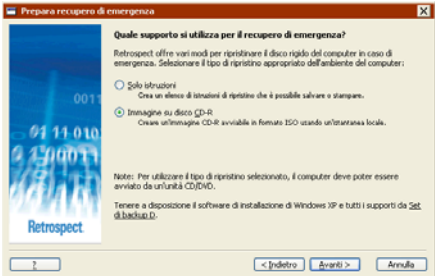 Prepara recupero di emergenza
Quale supporto si utilizza per il recupero di emergenza?
Retrospect offre vari modi per ripristinare il disco rigido del computer in caso di
emergenza. Selezionare il tipo di ripristino appropriato dell'ambiente del computer:
Solo istruzioni
Crea un elenco di istruzioni di ripristino che è possibile salvare o stampare.
Immagine su disco CD-R
Creare un'immagine CD-R avviabile in formato ISO usando un'istantanea locale.
Note: Per utilizzare il tipo di ripristino selezionato, il computer deve poter essere
avviato da un'unità CD/DVD.
Tenere a disposizione il software di installazione di Windows XP e tutti i supporti da Set
di backup D.
Retrospect
?
< Indietro
Avanti >
Annulla